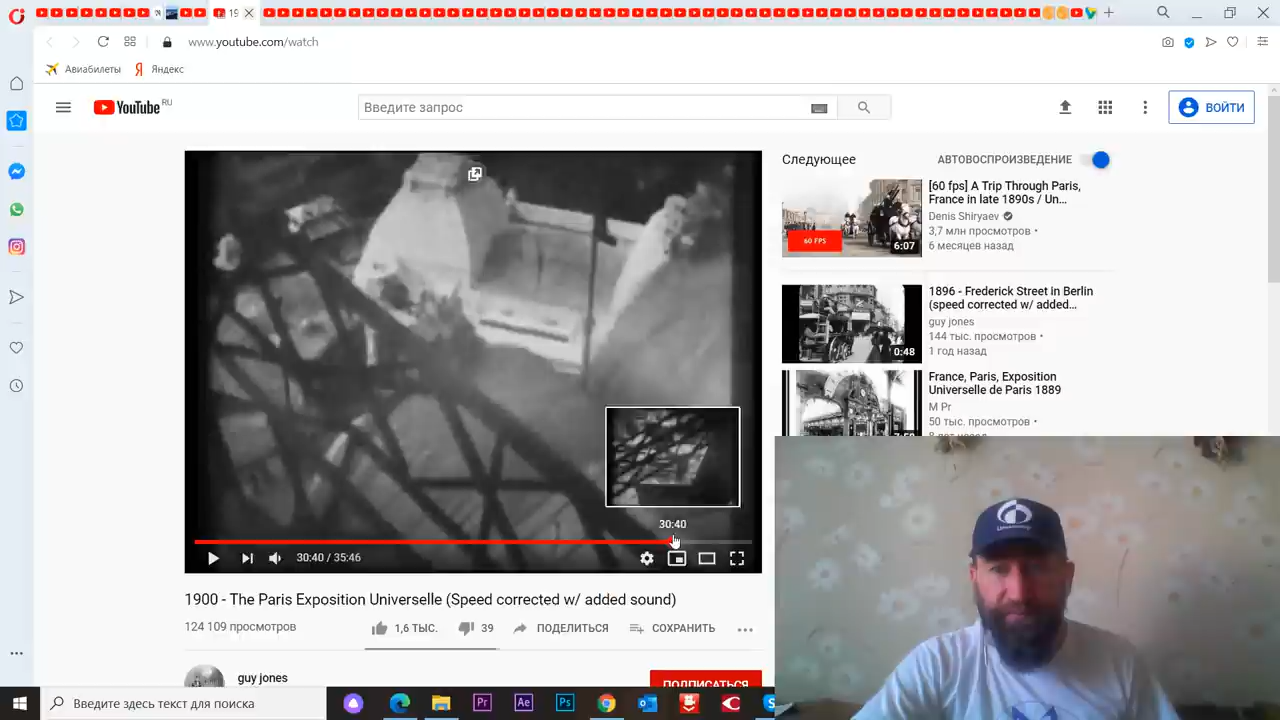 19
www.youtube.com/watch
Авиабилеты
Яндекс
YouTube RU
Введите запрос
ВОЙТИ
Следующее
АВТОВОСПРОИЗВЕДЕНИЕ
60 FPS
6:07
[60 fps] A Trip Through Paris,
France in late 1890s / Un...
Denis Shiryaev
3,7 млн просмотров •
6 месяцев назад
0:48
1896 - Frederick Street in Berlin
(speed corrected w/ added...
guy jones
144 тыс. просмотров •
1 год назад
France, Paris, Exposition
Universelle de Paris 1889
M Pr
50 тыс. просмотров •
30:40
30:40 / 35:46
1900 - The Paris Exposition Universelle (Speed corrected w/ added sound)
124 109 просмотров
1,6 ТЫС.
39
ПОДЕЛИТЬСЯ
СОХРАНИТЬ
guy jones
ПОДПИСАТЬСЯ
Введите здесь текст для поиска
Pr
Ae
Ps